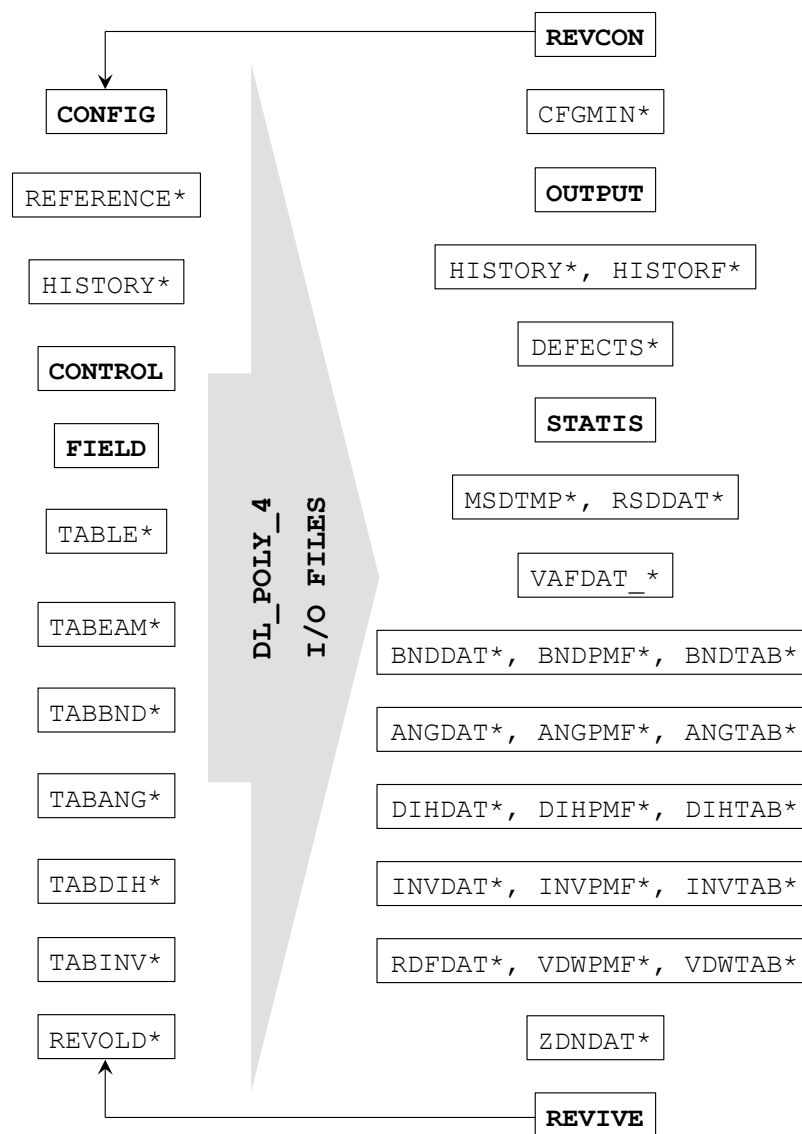 REVCON
CONFIG
CFGMIN*
REFERENCE*
OUTPUT
HISTORY*
HISTORY*, HISTORF*
DEFECTS*
CONTROL
STATIS
FIELD
MSDTMP*, RSDDAT*
TABLE*
DL_POLY_4
I/O FILES
VAFDAT_*
TABEAM*
BNDDAT*, BNDPMF*, BNDTAB*
TABBND*
ANGDAT*, ANGPMF*, ANGTAB*
TABANG*
DIHDAT*, DIHPMF*, DIHTAB*
TABDIH*
INVDAT*, INVPMF*, INVTAB*
TABINV*
RDFDAT*, VDWPMF*, VDWTAB*
REVOLD*
ZDNDAT*
REVIVE